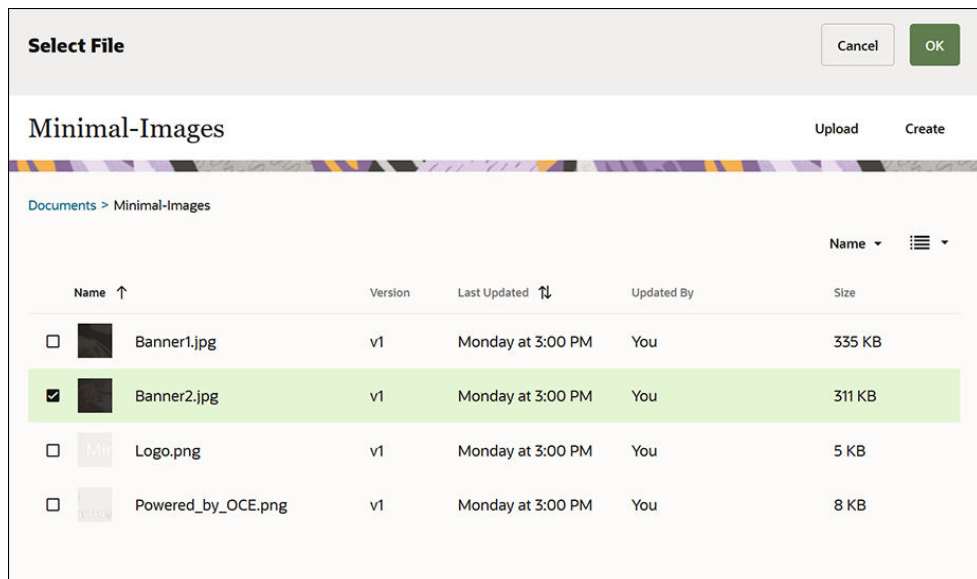 Select File
Cancel
OK
Minimal-Images
Upload
Create
Documents > Minimal-Images
Name
Name Version Last Updated Updated By Size
Banner1.jpg v1 Monday at 3:00 PM You 335 KB
Banner2.jpg v1 Monday at 3:00 PM You 311 KB
Logo.png v1 Monday at 3:00 PM You 5 KB
Powered_by_OCE.png v1 Monday at 3:00 PM You 8 KB